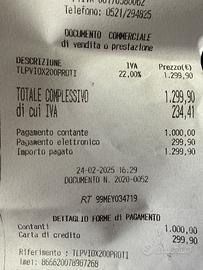 Telefono: 0521/294825
DOCUMENTO COMMERCIALE
di vendita o prestazione
DESCRIZIONE IVA Prezzo(€)
TLPVIOX200PROTI 22,00% 1.299,90
TOTALE COMPLESSIVO 1.299,90
di cui IVA 234,41
Pagamento contante 1.000,00
Pagamento elettronico 299,90
Importo pagato 1.299,90
24-02-2025 16:29
DOCUMENTO N. 2020-0052
RT 99MEY034719
DETTAGLIO FORME di PAGAMENTO
Contanti 1.000,00
Carta di credito 299,90
Riferimento : TLPVIOX200PROTI
Imei: 866620078987268